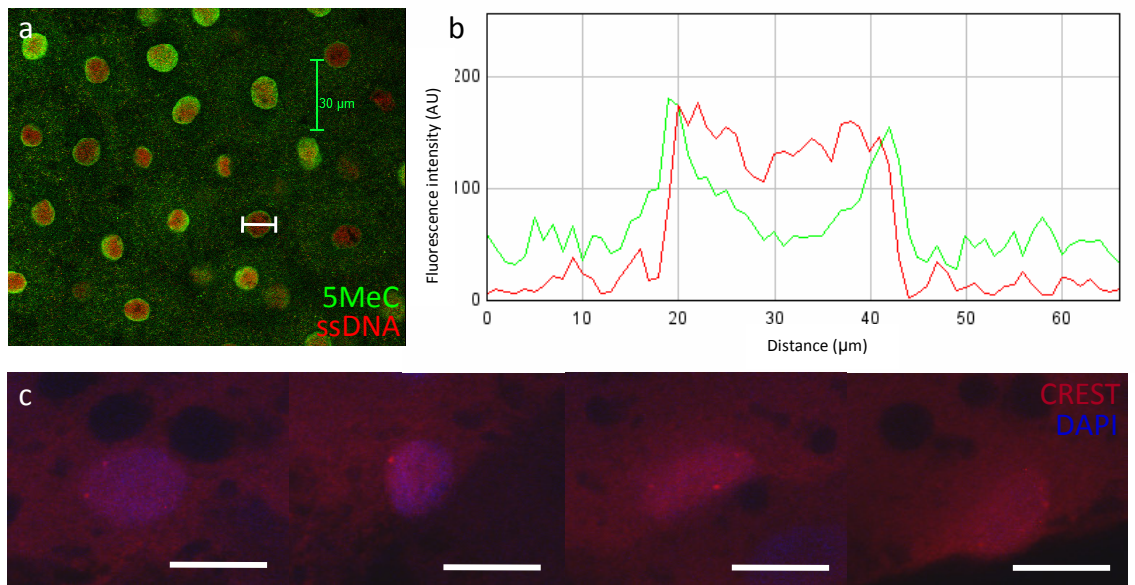 a
30 µm
5MeC
ssDNA
b
Fluorescence intensity (AU)
200
100
0
0 10 20 30 40 50 60
Distance (µm)
c
CREST
DAPI